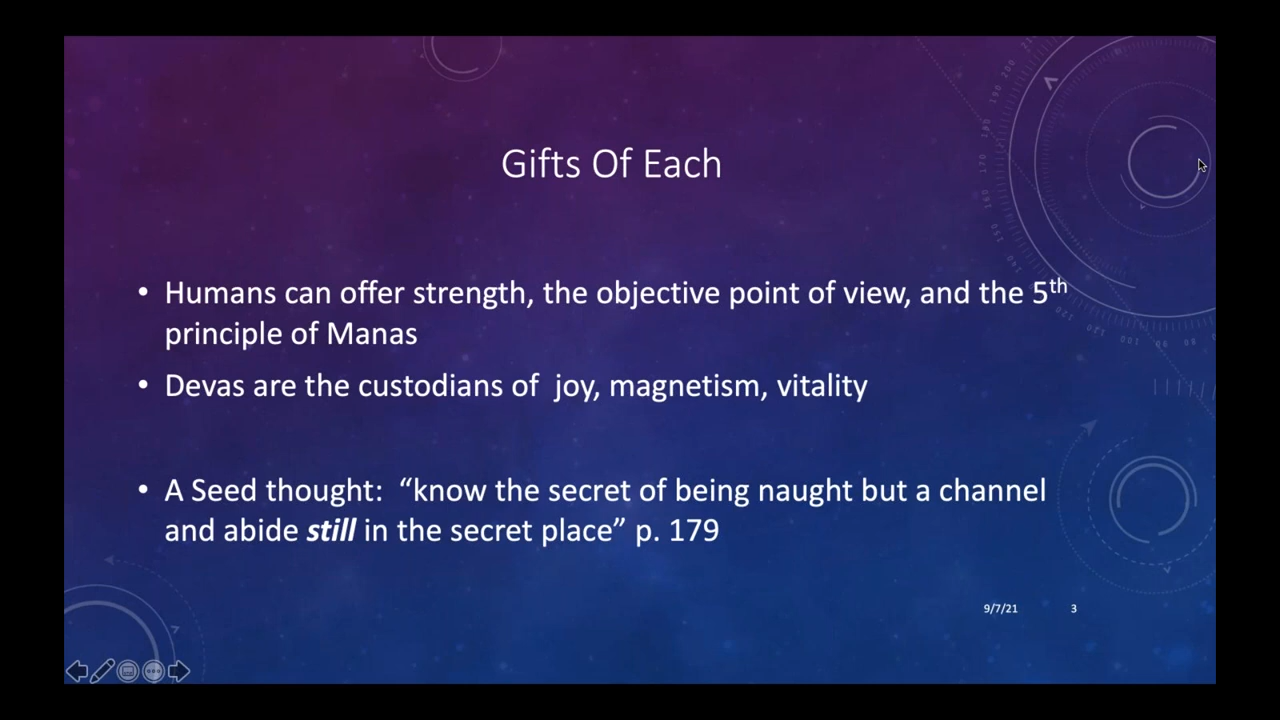 Gifts Of Each
• Humans can offer strength, the objective point of view, and the 5th
principle of Manas
• Devas are the custodians of  joy, magnetism, vitality
• A Seed thought:  “know the secret of being naught but a channel
and abide still in the secret place” p. 179
9/7/21 3